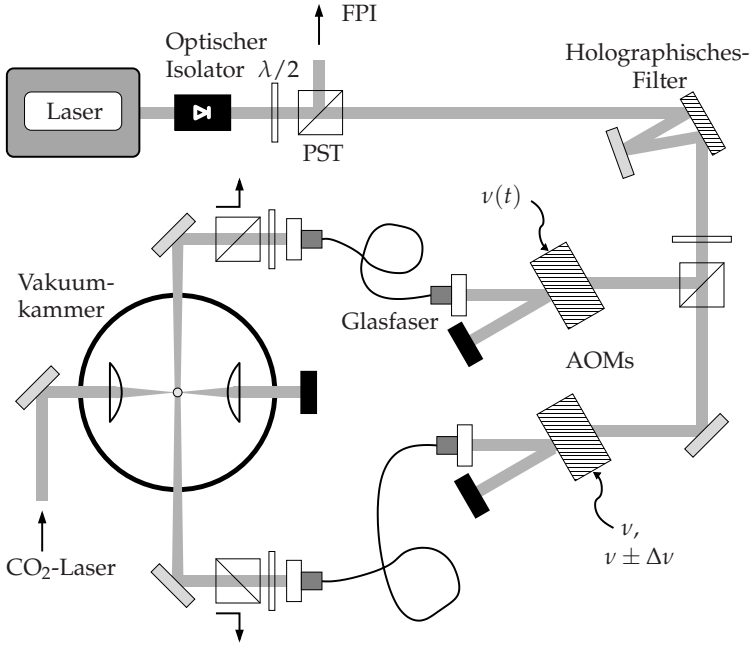 FPI
Optischer
Isolator
λ/2
Holographisches-
Filter
Laser
PST
ν(t)
Vakuum-
kammer
Glasfaser
AOMs
ν,
ν ± Δν
CO₂-Laser